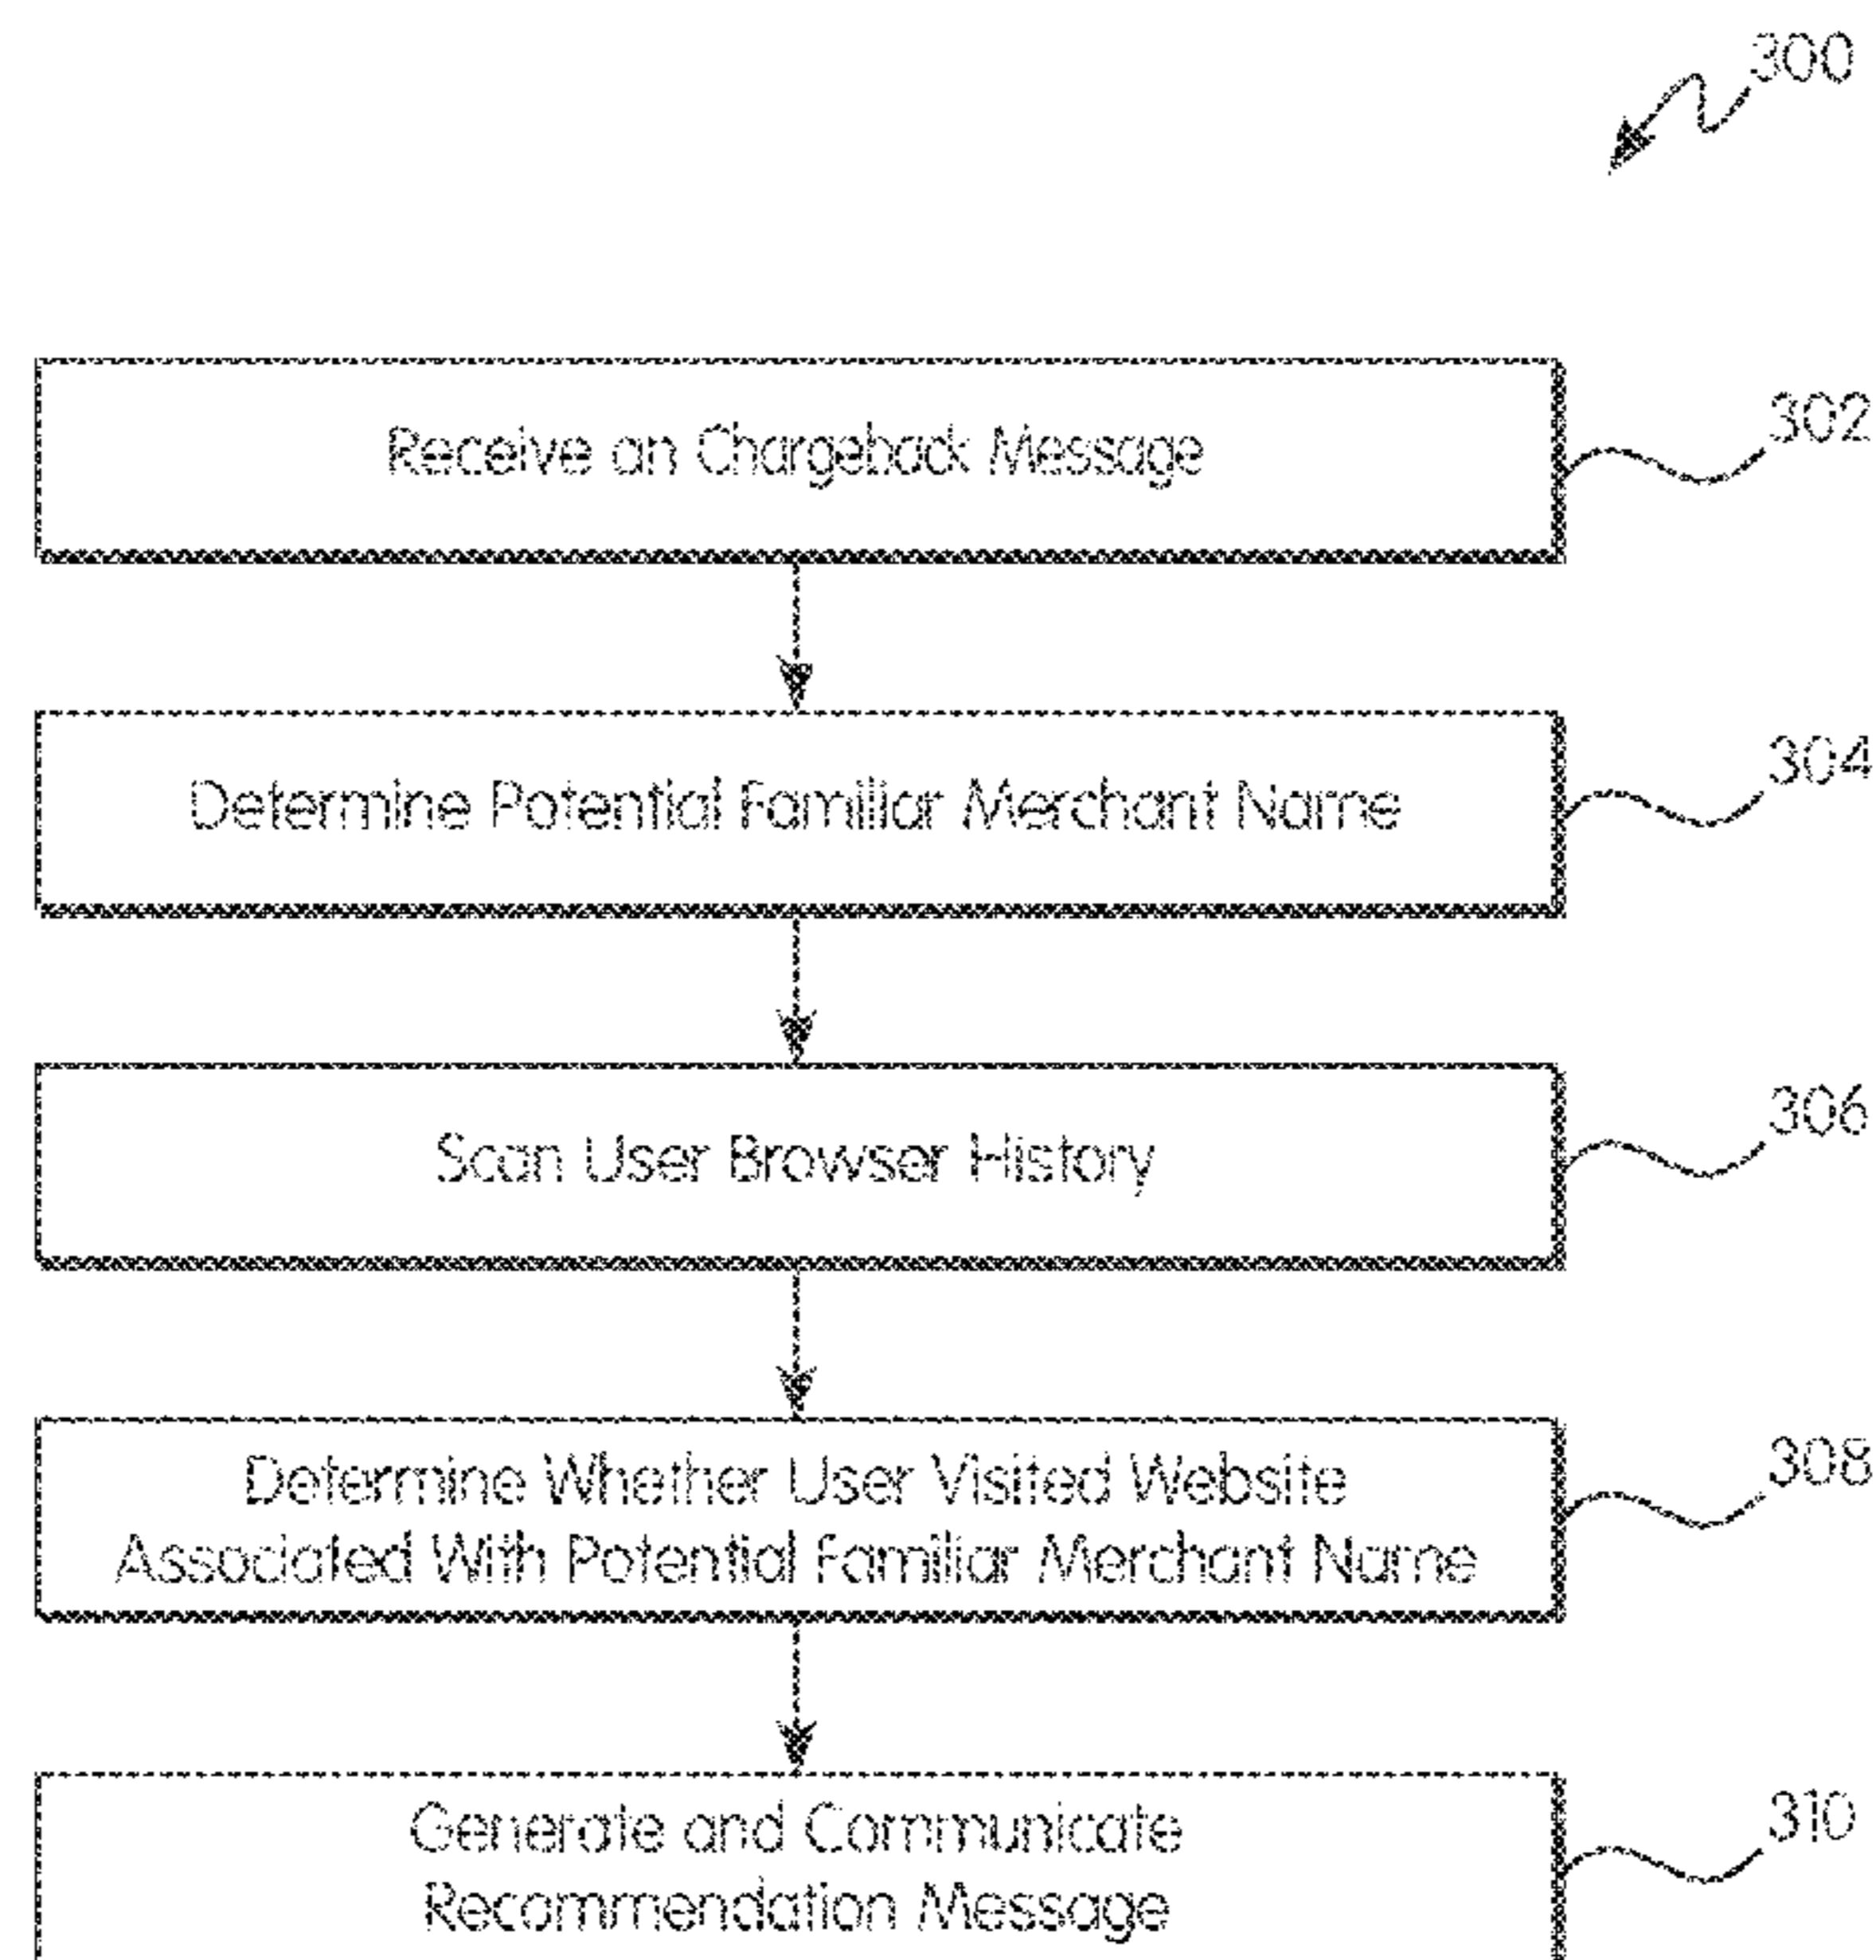 300
Receive an Chargeback Message
302
Determine Potential Familiar Merchant Name
304
Scan User Browser History
306
Determine Whether User Visited Website
Associated With Potential Familiar Merchant Name
308
Generate and Communicate
Recommendation Message
310